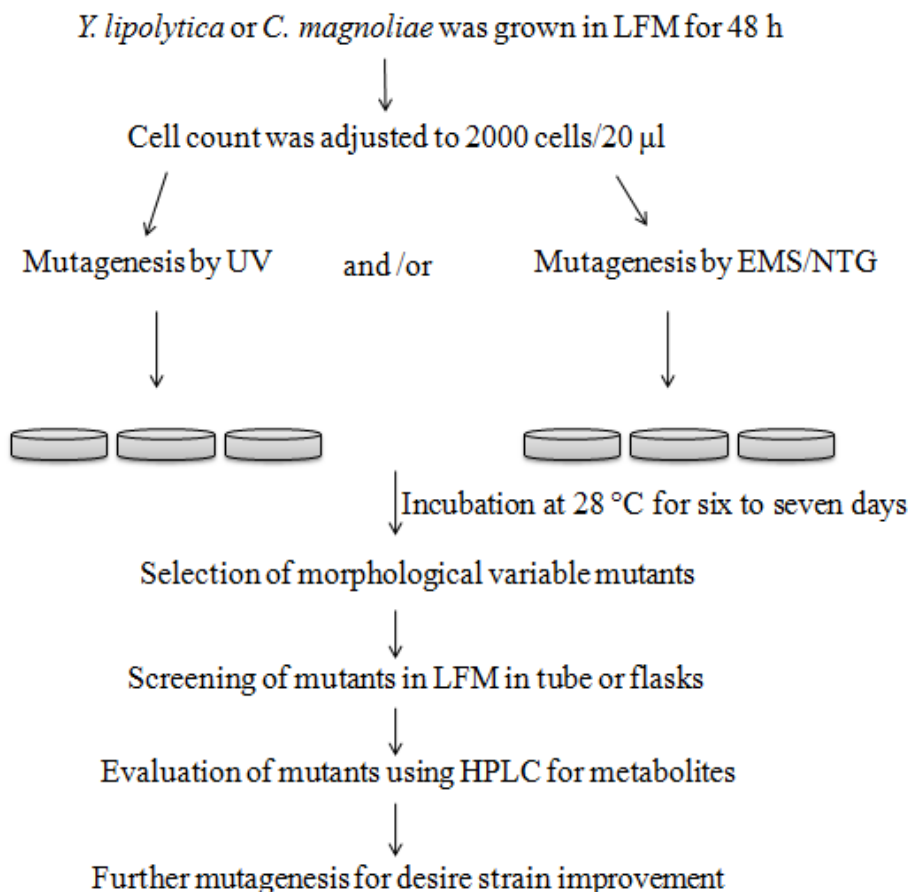 Y. lipolytica or C. magnoliae was grown in LFM for 48 h
Cell count was adjusted to 2000 cells/20 µl
Mutagenesis by UV and /or Mutagenesis by EMS/NTG
Incubation at 28 °C for six to seven days
Selection of morphological variable mutants
Screening of mutants in LFM in tube or flasks
Evaluation of mutants using HPLC for metabolites
Further mutagenesis for desire strain improvement